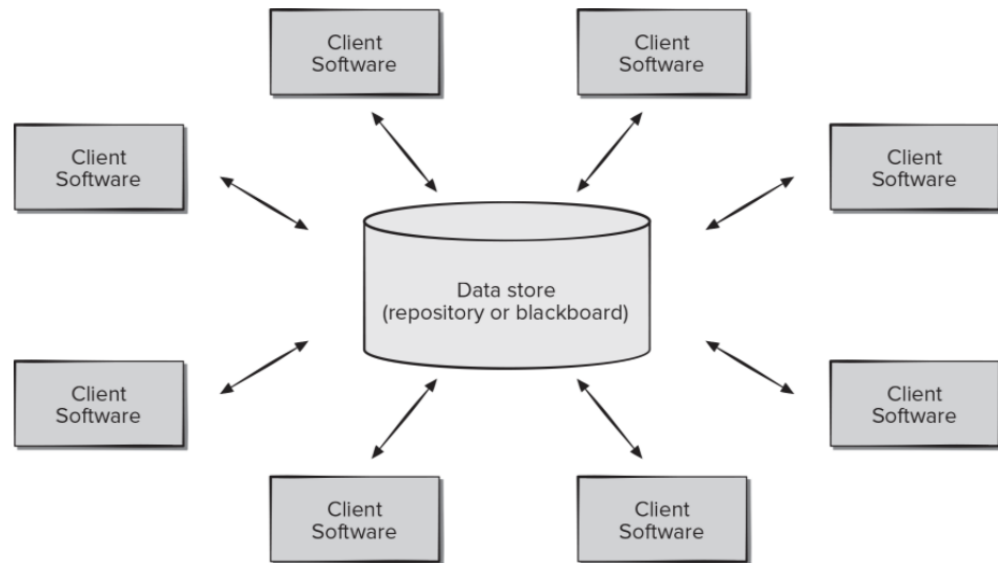 Client
Software
Client
Software
Client
Software
Client
Software
Data store
(repository or blackboard)
Client
Software
Client
Software
Client
Software
Client
Software